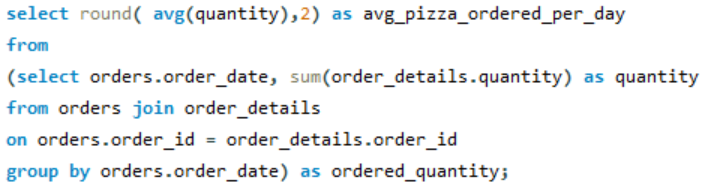 select round( avg(quantity),2) as avg_pizza_ordered_per_day
from
(select orders.order_date, sum(order_details.quantity) as quantity
from orders join order_details
on orders.order_id = order_details.order_id
group by orders.order_date) as ordered_quantity;